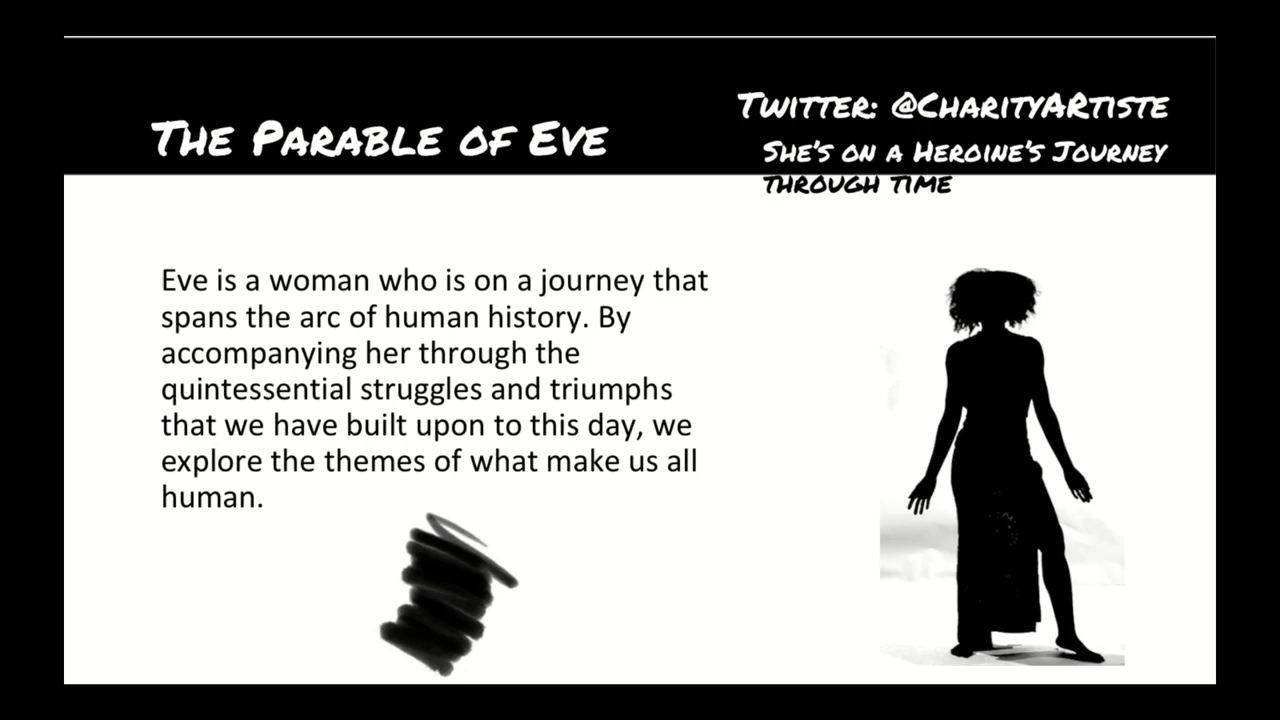 The Parable of Eve
Twitter: @CharityARtiste
She's on a Heroine's Journey
through time
Eve is a woman who is on a journey that
spans the arc of human history. By
accompanying her through the
quintessential struggles and triumphs
that we have built upon to this day, we
explore the themes of what make us all
human.